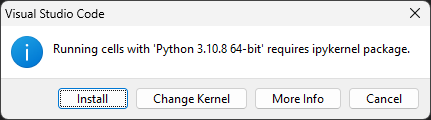 Visual Studio Code
Running cells with 'Python 3.10.8 64-bit' requires ipykernel package.
Install
Change Kernel
More Info
Cancel